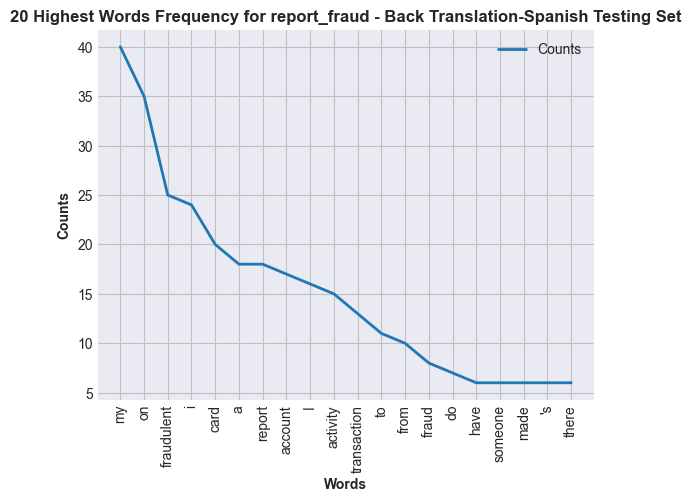 20 Highest Words Frequency for report_fraud - Back Translation-Spanish Testing Set
Counts
40
35
30
25
20
15
10
5
Counts
my
on
fraudulent
i
card
a
report
account
I
activity
transaction
to
from
fraud
do
have
someone
made
's
there
Words